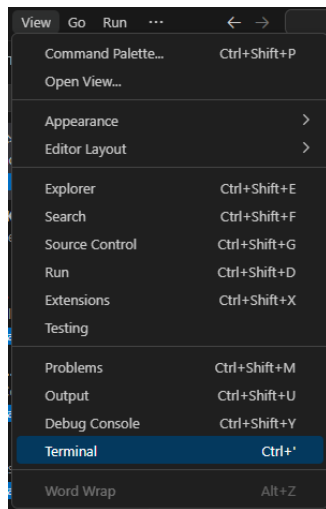 View Go Run ... ← →
Command Palette... Ctrl+Shift+P
Open View...
Appearance >
Editor Layout >
Explorer Ctrl+Shift+E
Search Ctrl+Shift+F
Source Control Ctrl+Shift+G
Run Ctrl+Shift+D
Extensions Ctrl+Shift+X
Testing
Problems Ctrl+Shift+M
Output Ctrl+Shift+U
Debug Console Ctrl+Shift+Y
Terminal Ctrl+'
Word Wrap Alt+Z